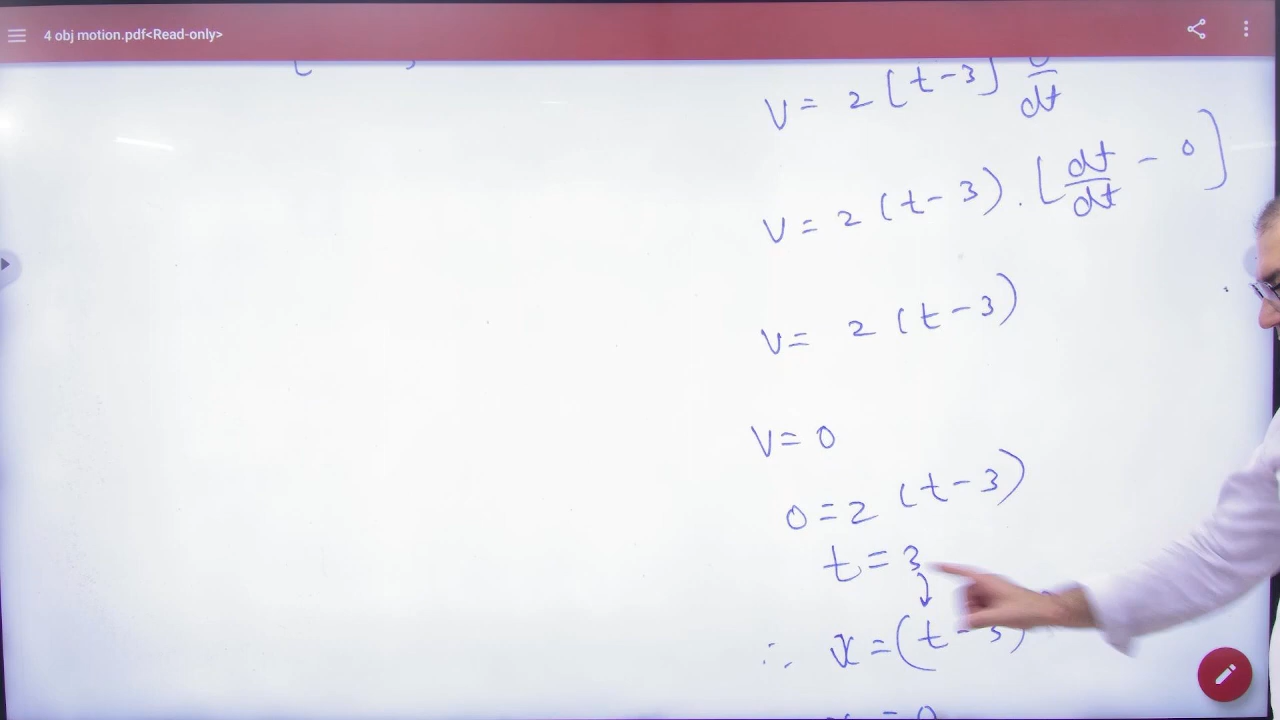 4 obj motion.pdf<Read-only>
V = 2 [t-3] / dt
V = 2 (t-3) . [dt/dt - 0]
V = 2 (t-3)
V = 0
0 = 2 (t-3)
t = 3
∴ x = (t-3)
= 0